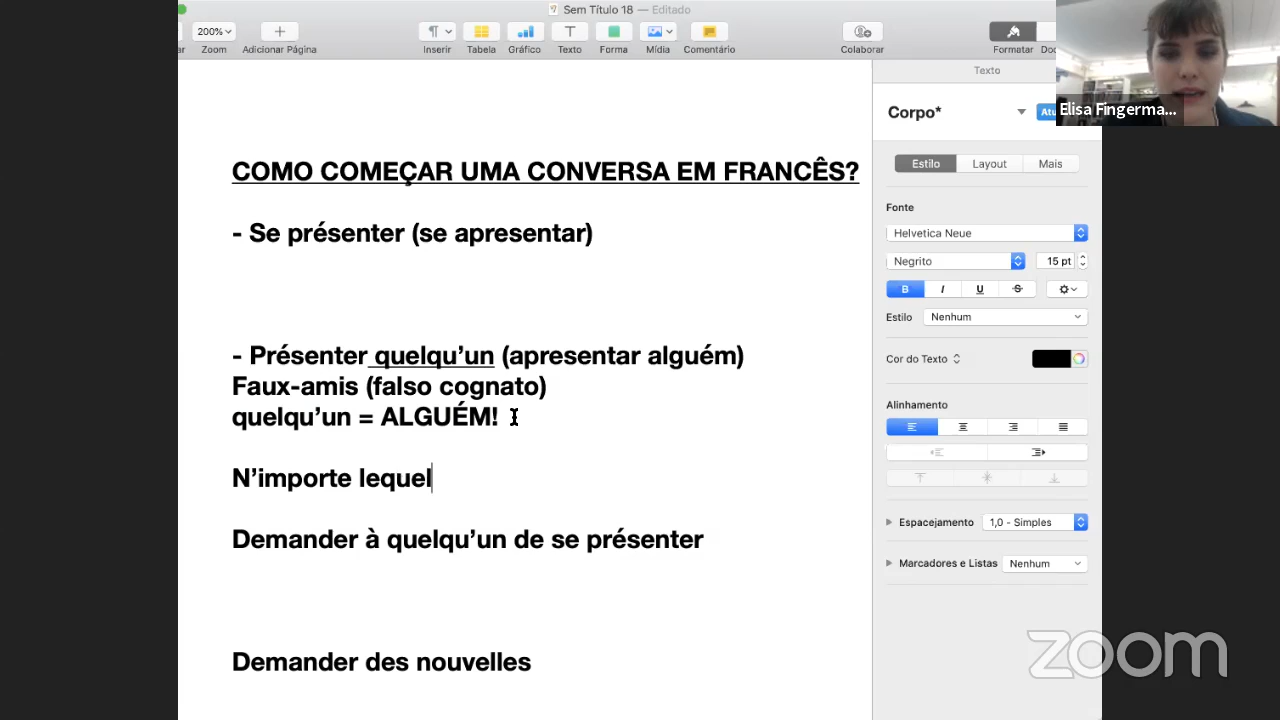 Sem Título 18 — Editado
200%
Zoom
Adicionar Página
Inserir
Tabela
Gráfico
Texto
Forma
Mídia
Comentário
Colaborar
Formatar
Texto
Elisa Fingerma...
Corpo*
COMO COMEÇAR UMA CONVERSA EM FRANCÊS?
- Se présenter (se apresentar)
- Présenter quelqu’un (apresentar alguém)
Faux-amis (falso cognato)
quelqu’un = ALGUÉM!
N’importe lequel
Demander à quelqu’un de se présenter
Demander des nouvelles
Estilo
Layout
Mais
Fonte
Helvetica Neue
Negrito
15 pt
B I U S
Estilo
Nenhum
Cor do Texto
Alinhamento
Espacejamento
1,0 - Simples
Marcadores e Listas
Nenhum
zoom